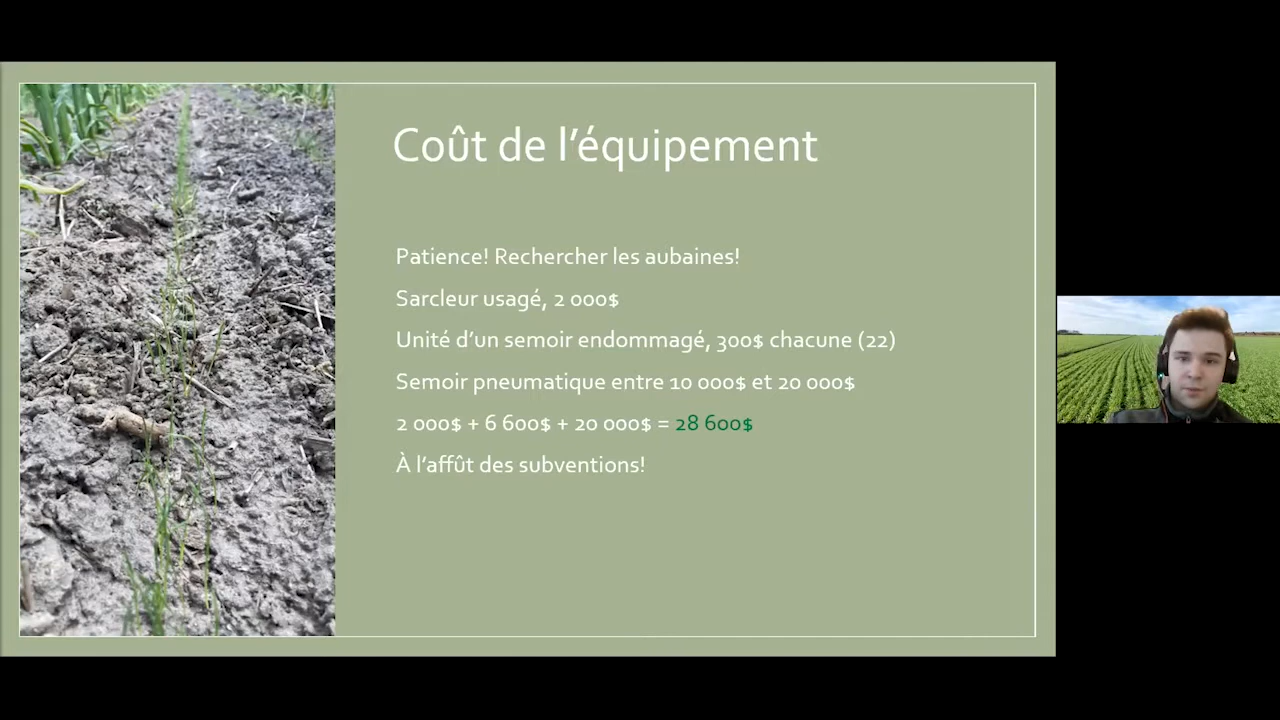 Coût de l’équipement
Patience! Rechercher les aubaines!
Sarcleur usagé, 2 000$
Unité d’un semoir endommagé, 300$ chacune (22)
Semoir pneumatique entre 10 000$ et 20 000$
2 000$ + 6 600$ + 20 000$ = 28 600$
À l’affût des subventions!